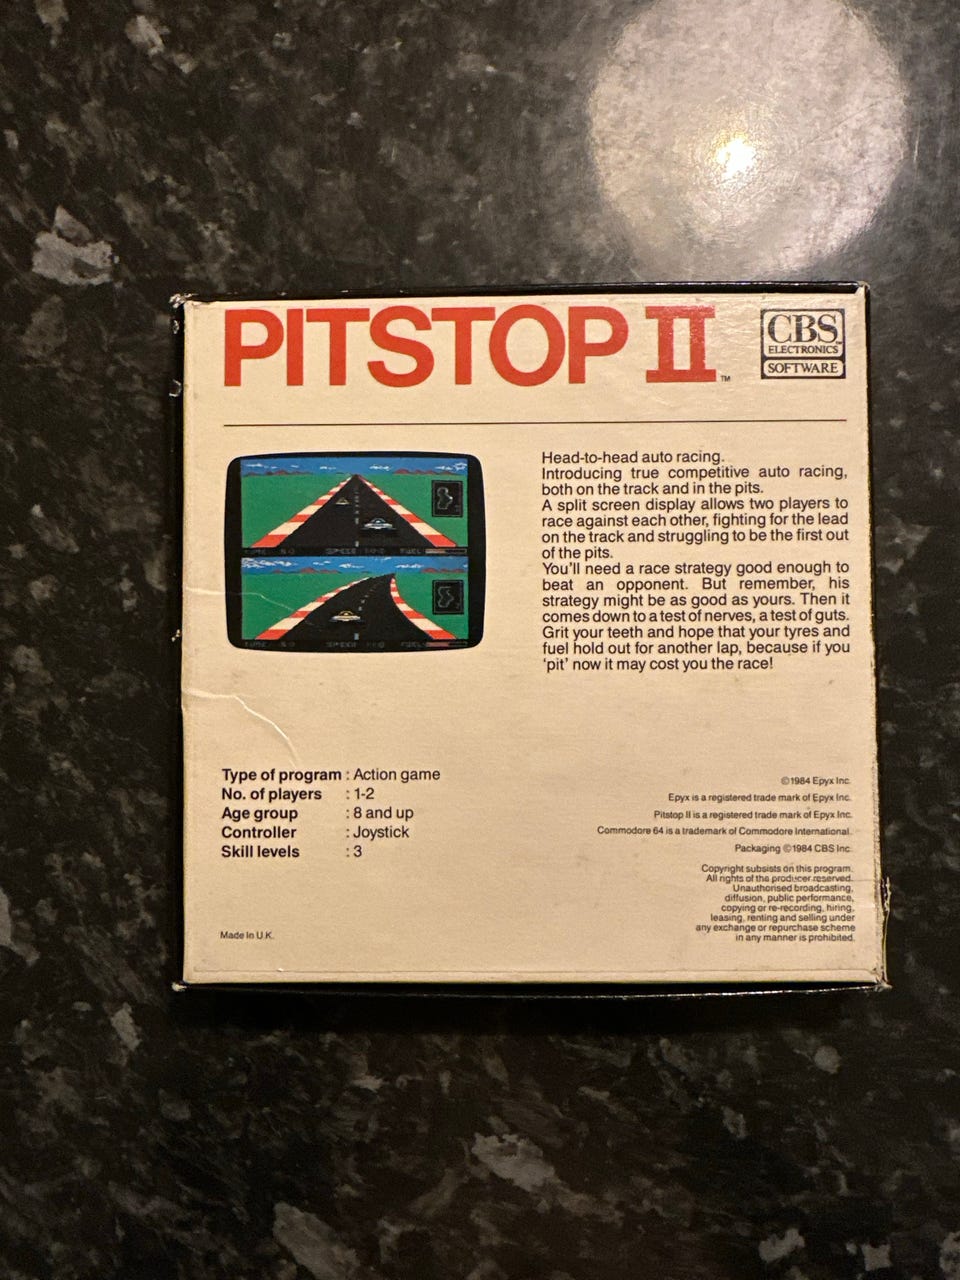 PITSTOP II™
CBS™
ELECTRONICS
SOFTWARE
Head-to-head auto racing.
Introducing true competitive auto racing,
both on the track and in the pits.
A split screen display allows two players to
race against each other, fighting for the lead
on the track and struggling to be the first out
of the pits.
You'll need a race strategy good enough to
beat an opponent. But remember, his
strategy might be as good as yours. Then it
comes down to a test of nerves, a test of guts.
Grit your teeth and hope that your tyres and
fuel hold out for another lap, because if you
'pit' now it may cost you the race!
Type of program : Action game
No. of players : 1-2
Age group : 8 and up
Controller : Joystick
Skill levels : 3
©1984 Epyx Inc.
Epyx is a registered trade mark of Epyx Inc.
Pitstop II is a registered trade mark of Epyx Inc.
Commodore 64 is a trademark of Commodore International.
Packaging ©1984 CBS Inc.
Copyright subsists on this program.
All rights of the producer reserved.
Unauthorised broadcasting,
diffusion, public performance,
copying or re-recording, hiring,
leasing, renting and selling under
any exchange or repurchase scheme
in any manner is prohibited.
Made in U.K.